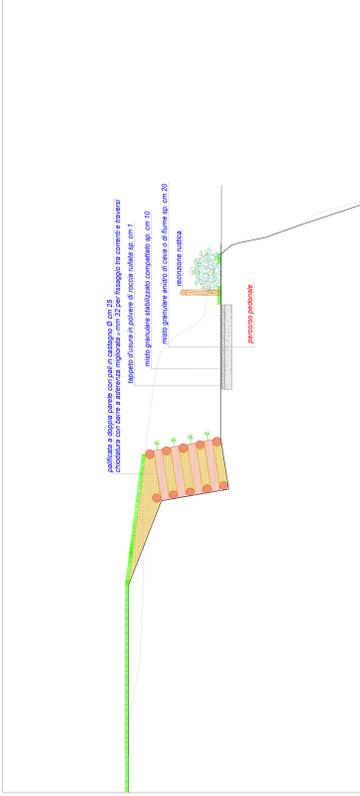 palificata a doppia parete con pali in castagno Ø cm 25
chiodatura con barre a aderenza migliorata ⌀ mm 32 per fissaggio tra correnti e traversi
tappeto d'usura in polvere di roccia rullata sp. cm 1
misto granulare stabilizzato compattato sp. cm 10
misto granulare anidro di cava o di fiume sp. cm 20
recinzione rustica
percorso pedonale